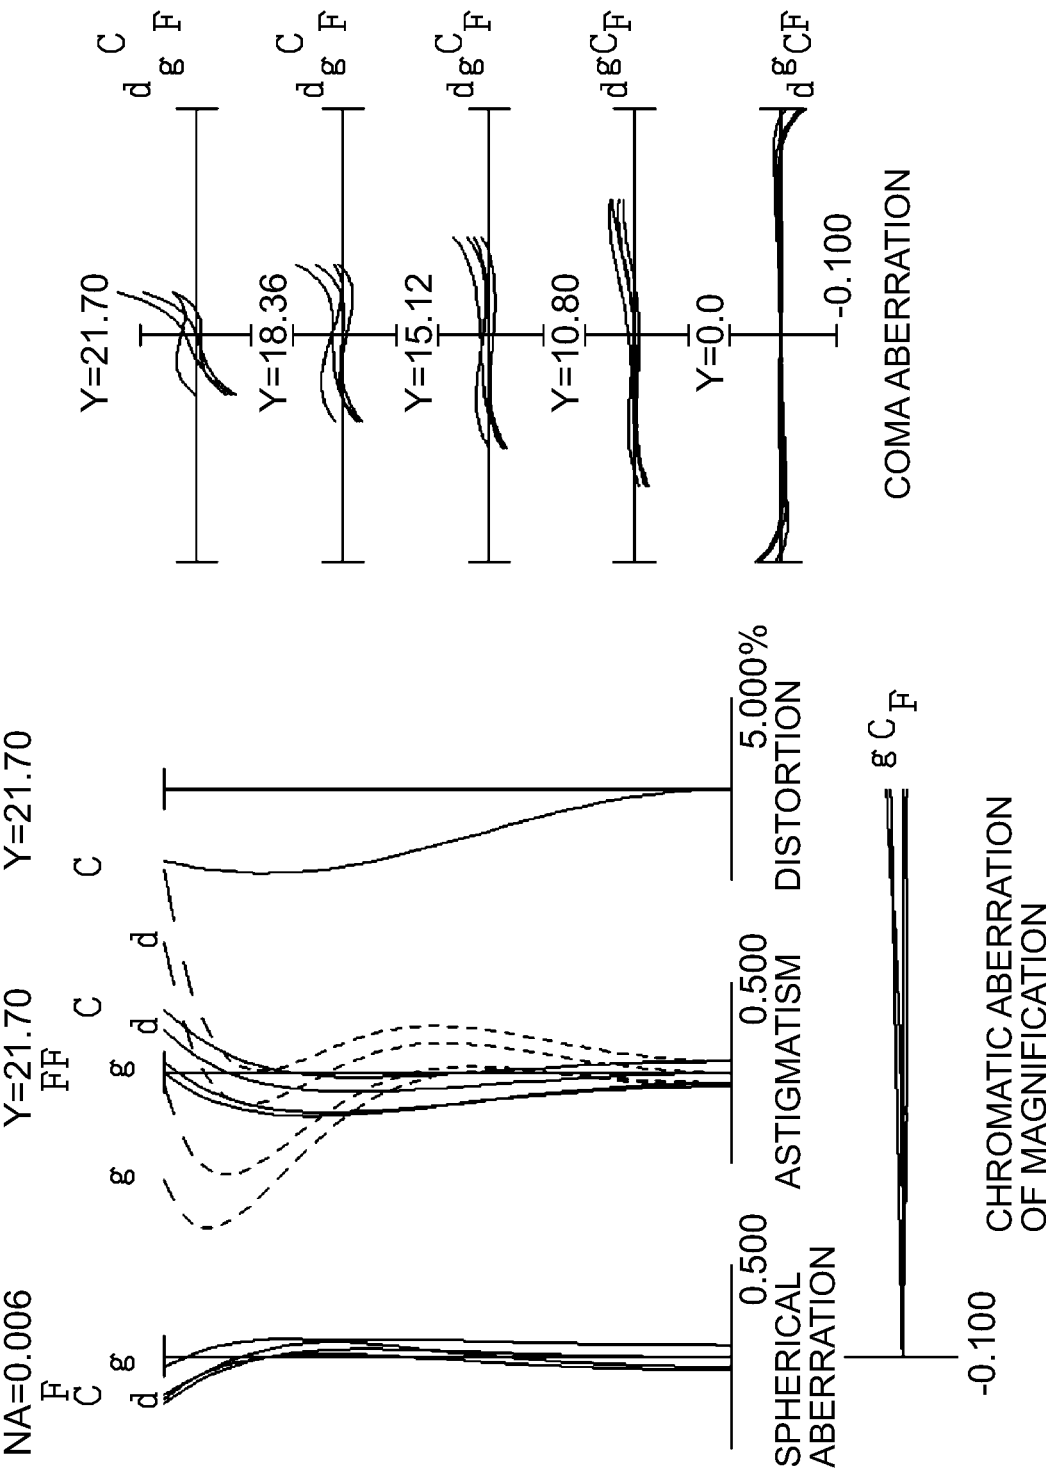 NA=0.006
F
C
g
d
0.500
SPHERICAL
ABERRATION
Y=21.70
FF
C
g
d
d
g
0.500
ASTIGMATISM
Y=21.70
C
5.000%
DISTORTION
g C F
-0.100
CHROMATIC ABERRATION
OF MAGNIFICATION
Y=21.70
d g C F
Y=18.36
d g C F
Y=15.12
d g C F
Y=10.80
d g C F
Y=0.0
d g C F
-0.100
COMA ABERRATION